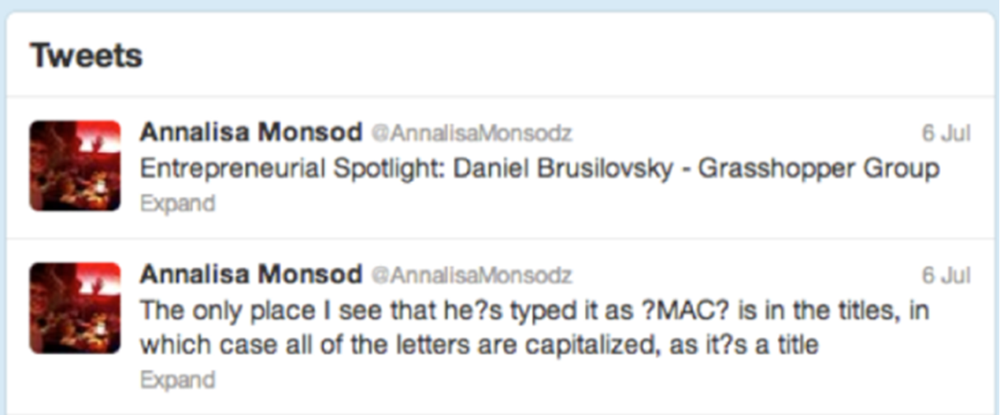 Tweets
Annalisa Monsod @AnnalisaMonsodz 6 Jul
Entrepreneurial Spotlight: Daniel Brusilovsky - Grasshopper Group
Expand
Annalisa Monsod @AnnalisaMonsodz 6 Jul
The only place I see that he?s typed it as ?MAC? is in the titles, in
which case all of the letters are capitalized, as it?s a title
Expand